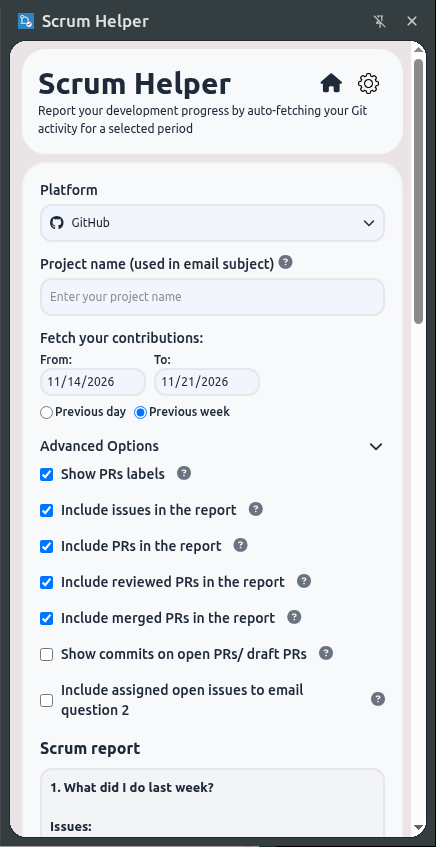 Scrum Helper
Scrum Helper
Report your development progress by auto-fetching your Git
activity for a selected period
Platform
GitHub
Project name (used in email subject) ?
Enter your project name
Fetch your contributions:
From: To:
11/14/2026 11/21/2026
Previous day Previous week
Advanced Options
Show PRs labels ?
Include issues in the report ?
Include PRs in the report ?
Include reviewed PRs in the report ?
Include merged PRs in the report ?
Show commits on open PRs/ draft PRs ?
Include assigned open issues to email
question 2 ?
Scrum report
1. What did I do last week?
Issues: